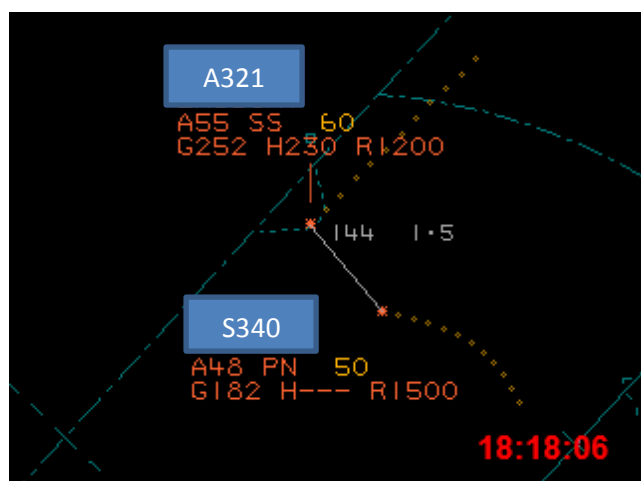 A321
A55 SS 60
G252 H230 R1200
144 1.5
S340
A48 PN 50
G182 H--- R1500
18:18:06